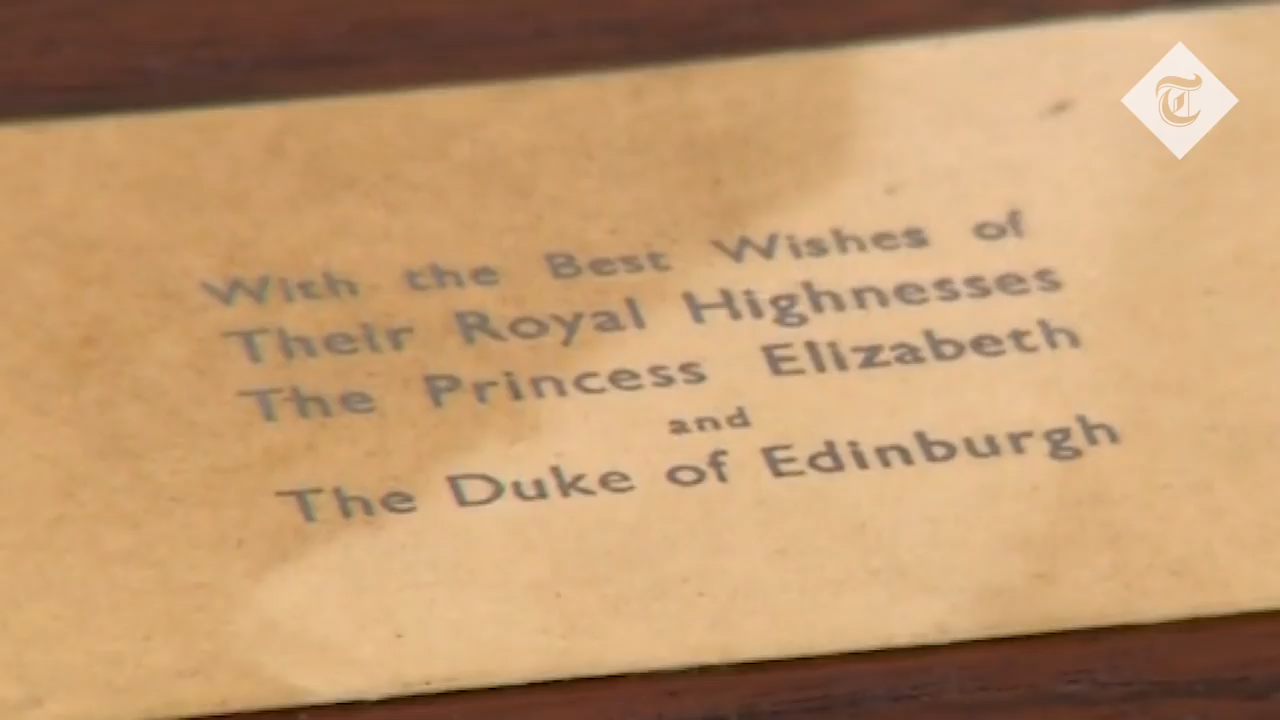 With the Best Wishes of
Their Royal Highnesses
The Princess Elizabeth
and
The Duke of Edinburgh
T